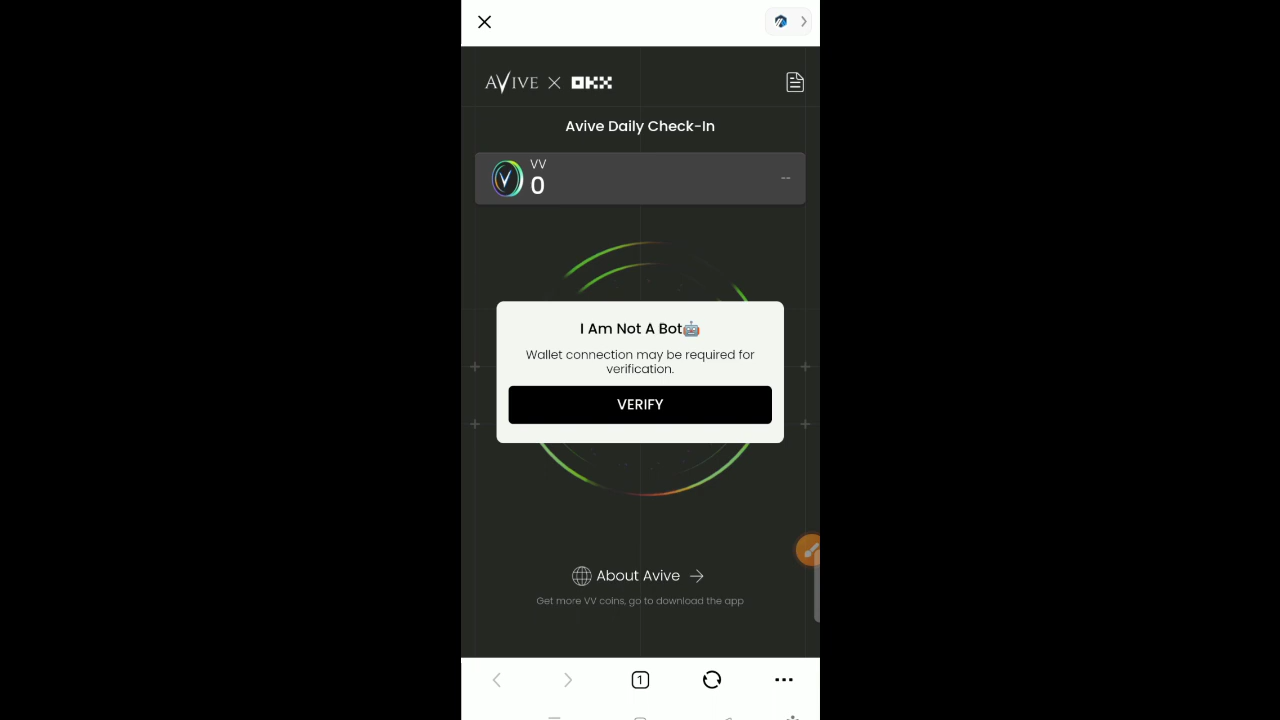 AVIVE × OKX
Avive Daily Check-In
VV
0
--
I Am Not A Bot🤖
Wallet connection may be required for
verification.
VERIFY
About Avive →
Get more VV coins, go to download the app
1